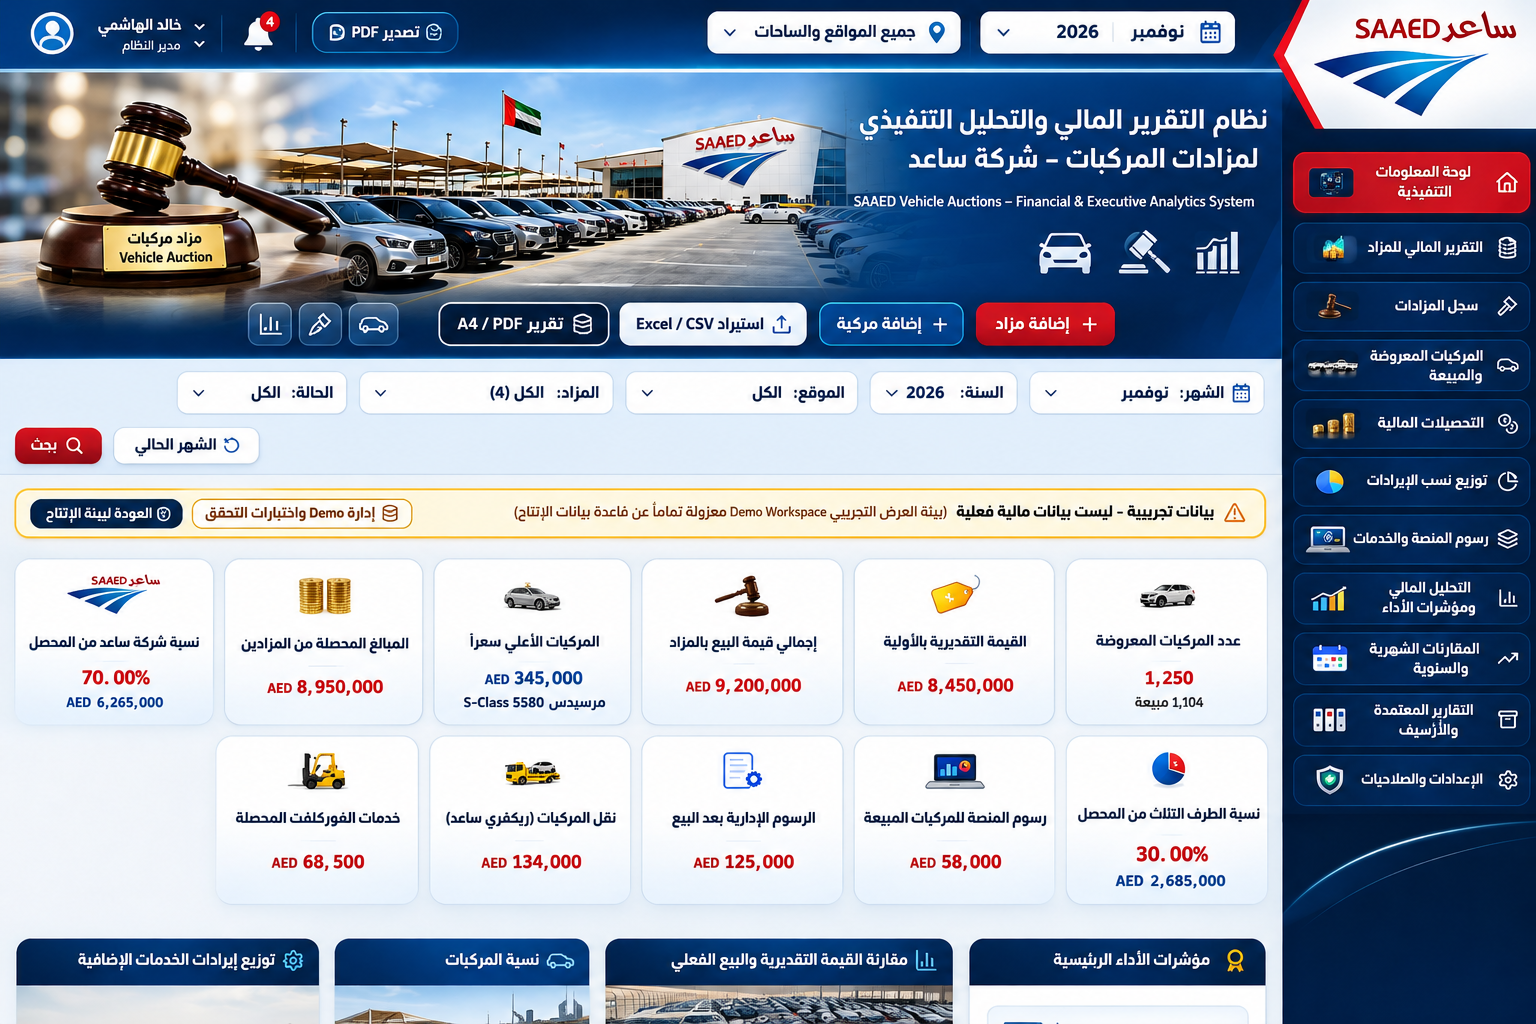 خالد الهاشمي
مدير النظام
4
تصدير PDF
جميع المواقع والساحات
نوفمبر 2026
SAAED ساعد
نظام التقرير المالي والتحليل التنفيذي
لمزادات المركبات – شركة ساعد
SAAED Vehicle Auctions – Financial & Executive Analytics System
SAAED ساعد
مزاد مركبات
Vehicle Auction
+ إضافة مزاد
+ إضافة مركبة
استيراد Excel / CSV
تقرير A4 / PDF
لوحة المعلومات
التنفيذية
التقرير المالي للمزاد
سجل المزادات
المركبات المعروضة
والمبيعة
التحصيلات المالية
توزيع نسب الإيرادات
رسوم المنصة والخدمات
التحليل المالي
ومؤشرات الأداء
المقارنات الشهرية
والسنوية
التقارير المعتمدة
والأرسيف
الإعدادات والصلاحيات
الشهر: نوفمبر
السنة: 2026
الموقع: الكل
المزاد: الكل (4)
الحالة: الكل
الشهر الحالي
بحث
بيانات تجريبية – ليست بيانات مالية فعلية (بيئة العرض التجريبي Demo Workspace معزولة تماماً عن قاعدة بيانات الإنتاج)
إدارة Demo واختبارات التحقق
العودة لبيئة الإنتاج
عدد المركبات المعروضة
1,250
1,104 مبيعة
القيمة التقديرية بالأولية
AED 8,450,000
إجمالي قيمة البيع بالمزاد
AED 9,200,000
المركبات الأعلي سعراً
AED 345,000
مرسيدس S-Class 5580
المبالغ المحصلة من المزادين
AED 8,950,000
SAAED ساعد
نسبة شركة ساعد من المحصل
70.00%
AED 6,265,000
نسبة الطرف الثالث من المحصل
30.00%
AED 2,685,000
رسوم المنصة للمركبات المبيعة
AED 58,000
الرسوم الإدارية بعد البيع
AED 125,000
نقل المركبات (ريكفري ساعد)
AED 134,000
خدمات الفوركلفت المحصلة
AED 68,500
مؤشرات الأداء الرئيسية
مقارنة القيمة التقديرية والبيع الفعلي
نسية المركبات
توزيع إيرادات الخدمات الإضافية